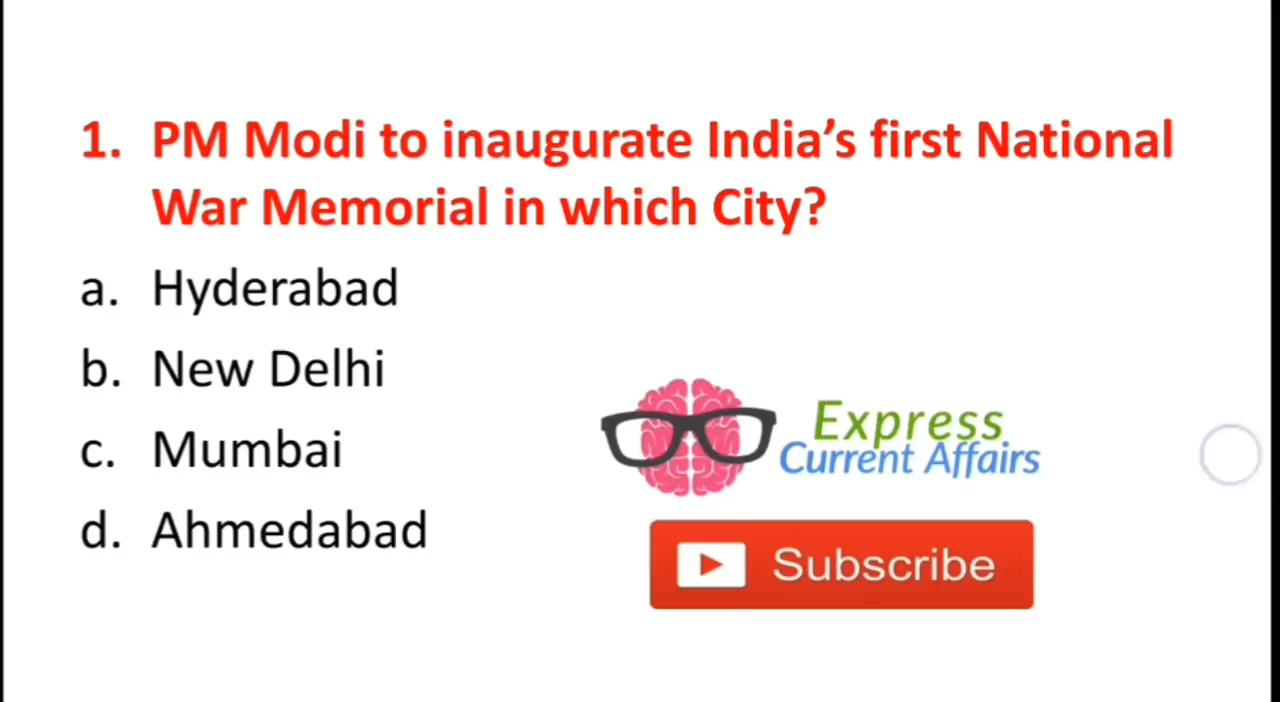 1. PM Modi to inaugurate India’s first National
War Memorial in which City?
a. Hyderabad
b. New Delhi
c. Mumbai
d. Ahmedabad
Express
Current Affairs
Subscribe